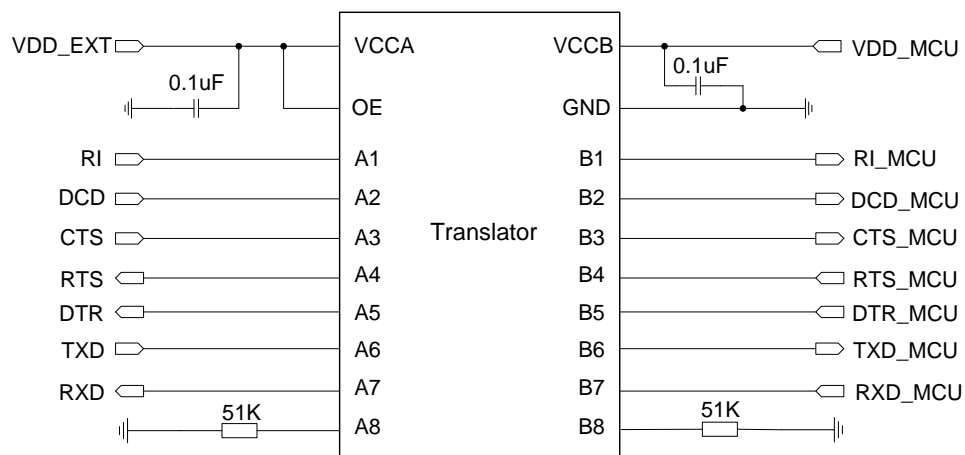 VDD_EXT VCCA VCCB VDD_MCU
0.1uF 0.1uF
OE GND
RI A1 B1 RI_MCU
DCD A2 B2 DCD_MCU
CTS A3 Translator B3 CTS_MCU
RTS A4 B4 RTS_MCU
DTR A5 B5 DTR_MCU
TXD A6 B6 TXD_MCU
RXD A7 B7 RXD_MCU
51K A8 B8 51K